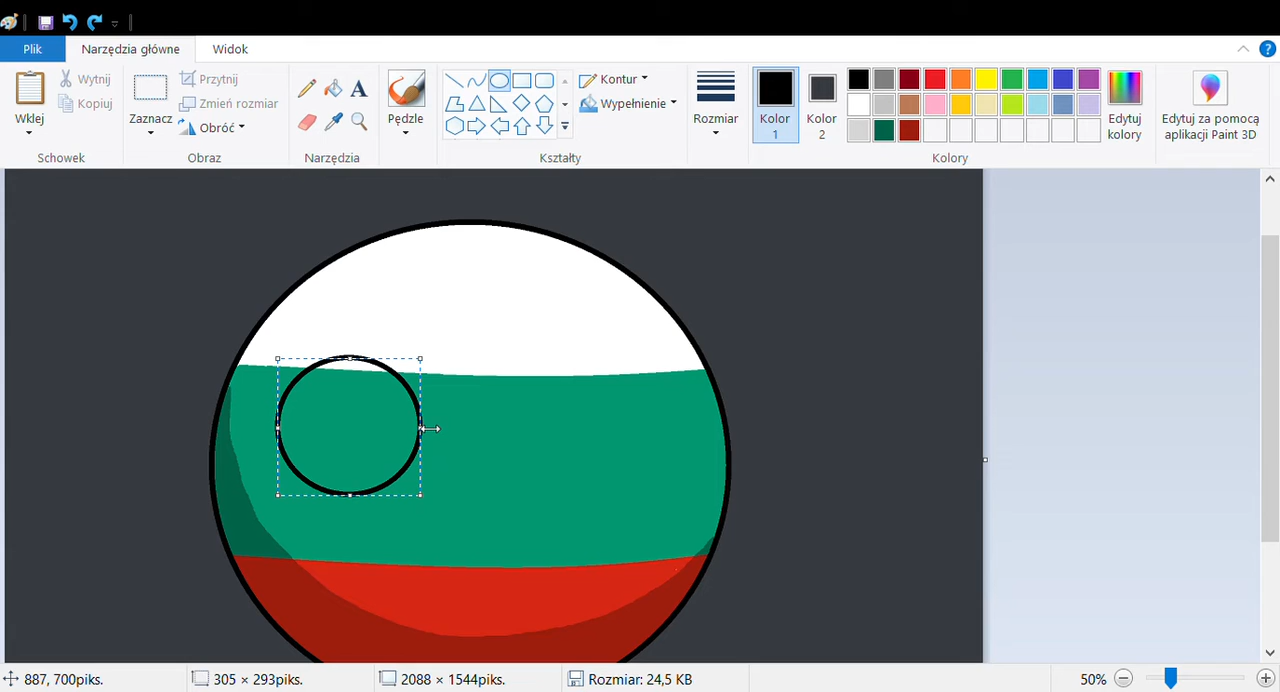 Plik Narzędzia główne Widok
Wklej
Wytnij
Kopiuj
Schowek
Zaznacz
Przytnij
Zmień rozmiar
Obróć
Obraz
A
Narzędzia
Pędzle
Kontur
Wypełnienie
Kształty
Rozmiar
Kolor
1
Kolor
2
Edytuj
kolory
Kolory
Edytuj za pomocą
aplikacji Paint 3D
?
887, 700piks. 305 × 293piks. 2088 × 1544piks. Rozmiar: 24,5 KB 50%